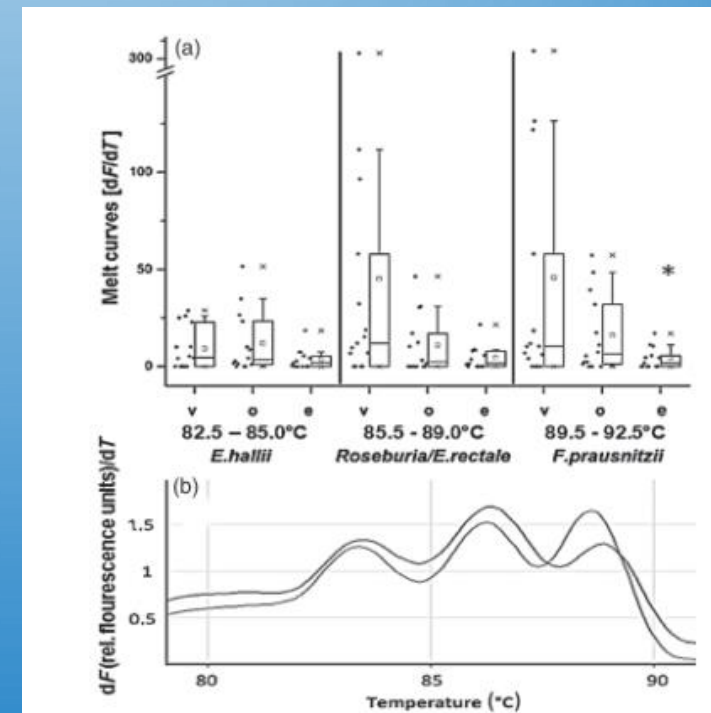 (a)
300
100
50
0
Melt curves [dF/dT]
*
v o e v o e v o e
82.5 – 85.0°C 85.5 - 89.0°C 89.5 - 92.5°C
E.hallii Roseburia/E.rectale F.prausnitzii
(b)
1.5
1
0.5
dF(rel. flourescence units)/dT
80 85 90
Temperature (°C)